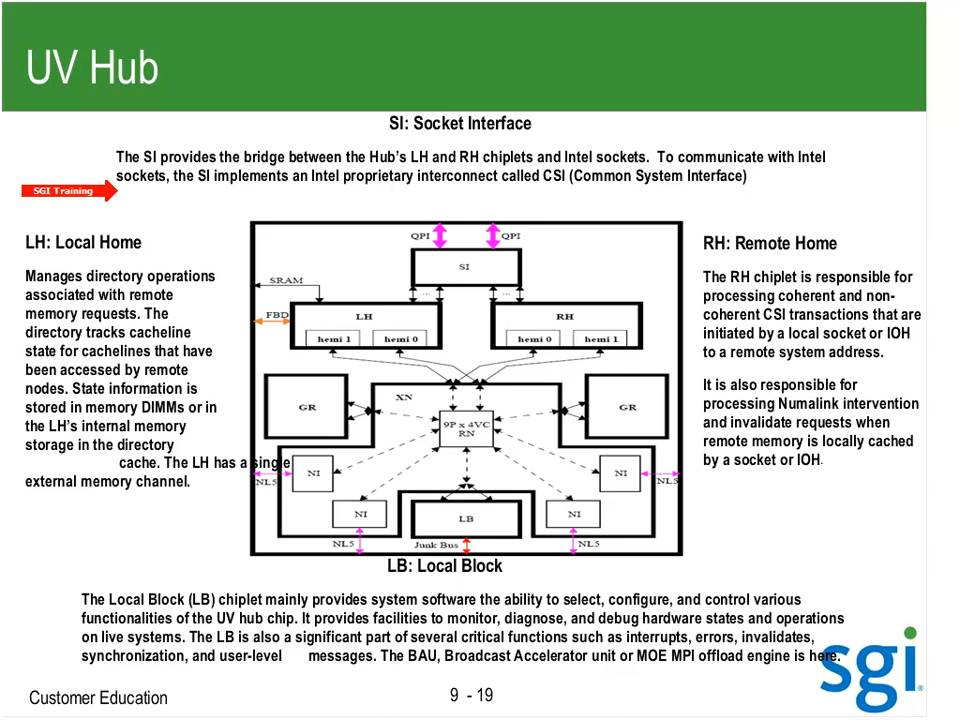 UV Hub
SI: Socket Interface
The SI provides the bridge between the Hub's LH and RH chiplets and Intel sockets. To communicate with Intel
sockets, the SI implements an Intel proprietary interconnect called CSI (Common System Interface)
SGI Training
LH: Local Home
Manages directory operations
associated with remote
memory requests. The
directory tracks cacheline
state for cachelines that have
been accessed by remote
nodes. State information is
stored in memory DIMMs or in
the LH's internal memory
storage in the directory
cache. The LH has a single
external memory channel.
QPI QPI
SI
SRAM
... ...
FBD
LH RH
hemi 1 hemi 0 hemi 0 hemi 1
XN
GR GR
9P x 4VC
RN
NI NI
NL5 NL5
NI NI
LB
NL5 Junk Bus NL5
RH: Remote Home
The RH chiplet is responsible for
processing coherent and non-
coherent CSI transactions that are
initiated by a local socket or IOH
to a remote system address.
It is also responsible for
processing Numalink intervention
and invalidate requests when
remote memory is locally cached
by a socket or IOH.
LB: Local Block
The Local Block (LB) chiplet mainly provides system software the ability to select, configure, and control various
functionalities of the UV hub chip. It provides facilities to monitor, diagnose, and debug hardware states and operations
on live systems. The LB is also a significant part of several critical functions such as interrupts, errors, invalidates,
synchronization, and user-level messages. The BAU, Broadcast Accelerator unit or MOE MPI offload engine is here.
sgi®
Customer Education
9 - 19